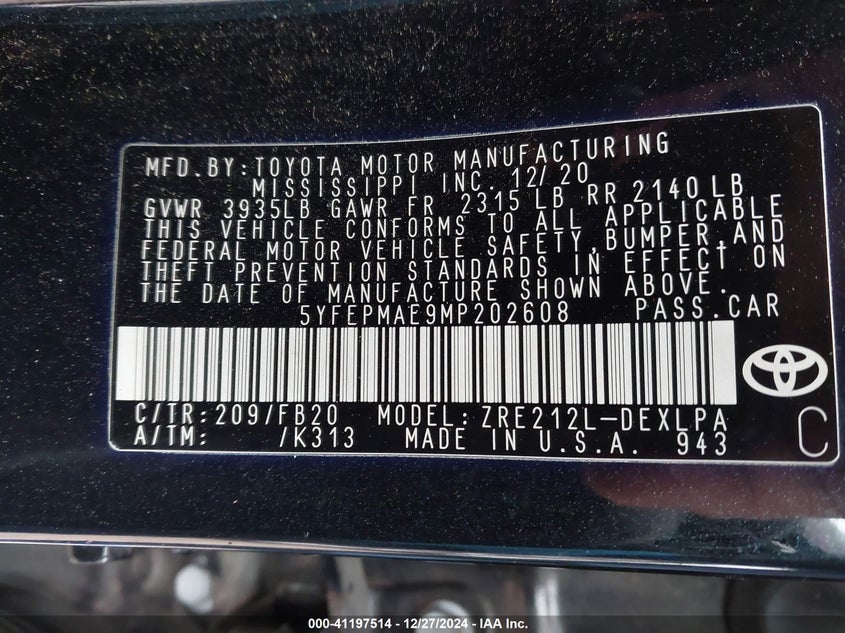 MFD.BY:TOYOTA MOTOR MANUFACTURING
MISSISSIPPI INC. 12/20
GVWR 3935LB GAWR FR 2315LB RR 2140LB
THIS VEHICLE CONFORMS TO ALL APPLICABLE
FEDERAL MOTOR VEHICLE SAFETY,BUMPER,AND
THEFT PREVENTION STANDARDS IN EFFECT ON
THE DATE OF MANUFACTURE SHOWN ABOVE.
5YFEPMAE9MP202608 PASS.CAR
C/TR:209/FB20 MODEL:ZRE212L-DEXLPA
A/TM: /K313 MADE IN U.S.A. 943
C
000-41197514 - 12/27/2024 - IAA Inc.